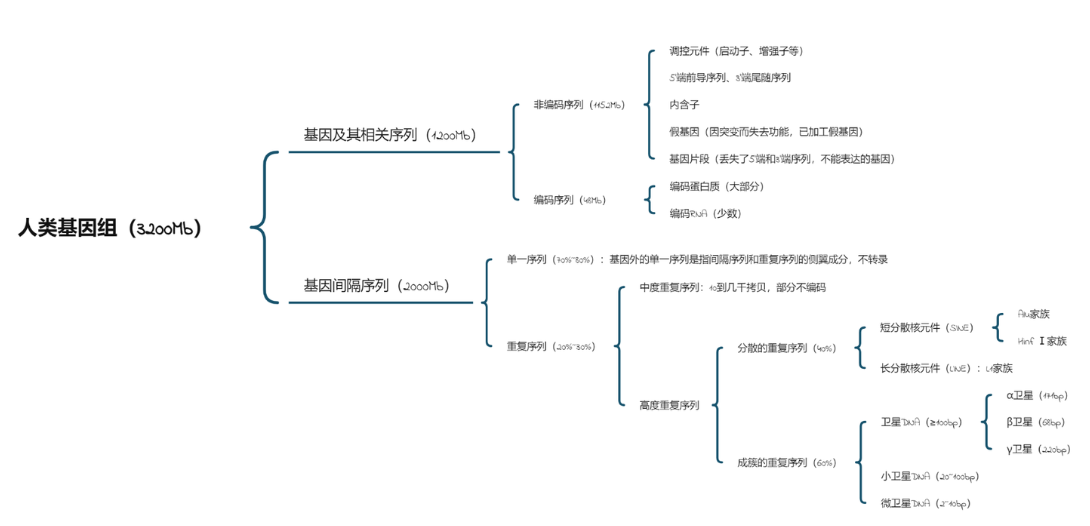 人类基因组（3200Mb）
基因及其相关序列（1200Mb）
非编码序列（1152Mb）
调控元件（启动子、增强子等）
5'端前导序列、3'端尾随序列
内含子
假基因（因突变而失去功能，已加工假基因）
基因片段（丢失了5'端和3'端序列，不能表达的基因）
编码序列（48Mb）
编码蛋白质（大部分）
编码RNA（少数）
基因间隔序列（2000Mb）
单一序列（70%~80%）：基因外的单一序列是指间隔序列和重复序列的侧翼成分，不转录
重复序列（20%~30%）
中度重复序列：10到几千拷贝，部分不编码
高度重复序列
分散的重复序列（40%）
短分散核元件（SINE）
Alu家族
Hinf Ⅰ家族
长分散核元件（LINE）：L1家族
成簇的重复序列（60%）
卫星DNA（≥100bp）
α卫星（171bp）
β卫星（68bp）
γ卫星（220bp）
小卫星DNA（20~100bp）
微卫星DNA（2~10bp）